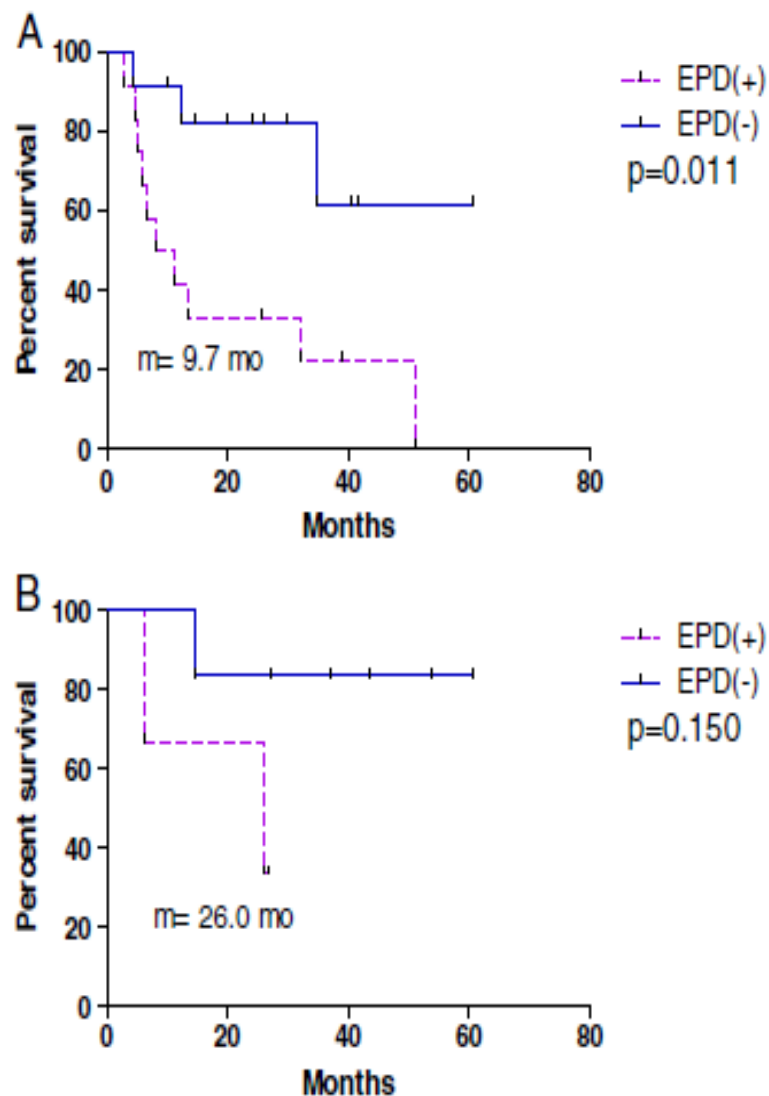 A
100
80
60
40
20
0
Percent survival
m= 9.7 mo
0 20 40 60 80
Months
EPD(+)
EPD(-)
p=0.011
B
100
80
60
40
20
0
Percent survival
m= 26.0 mo
0 20 40 60 80
Months
EPD(+)
EPD(-)
p=0.150